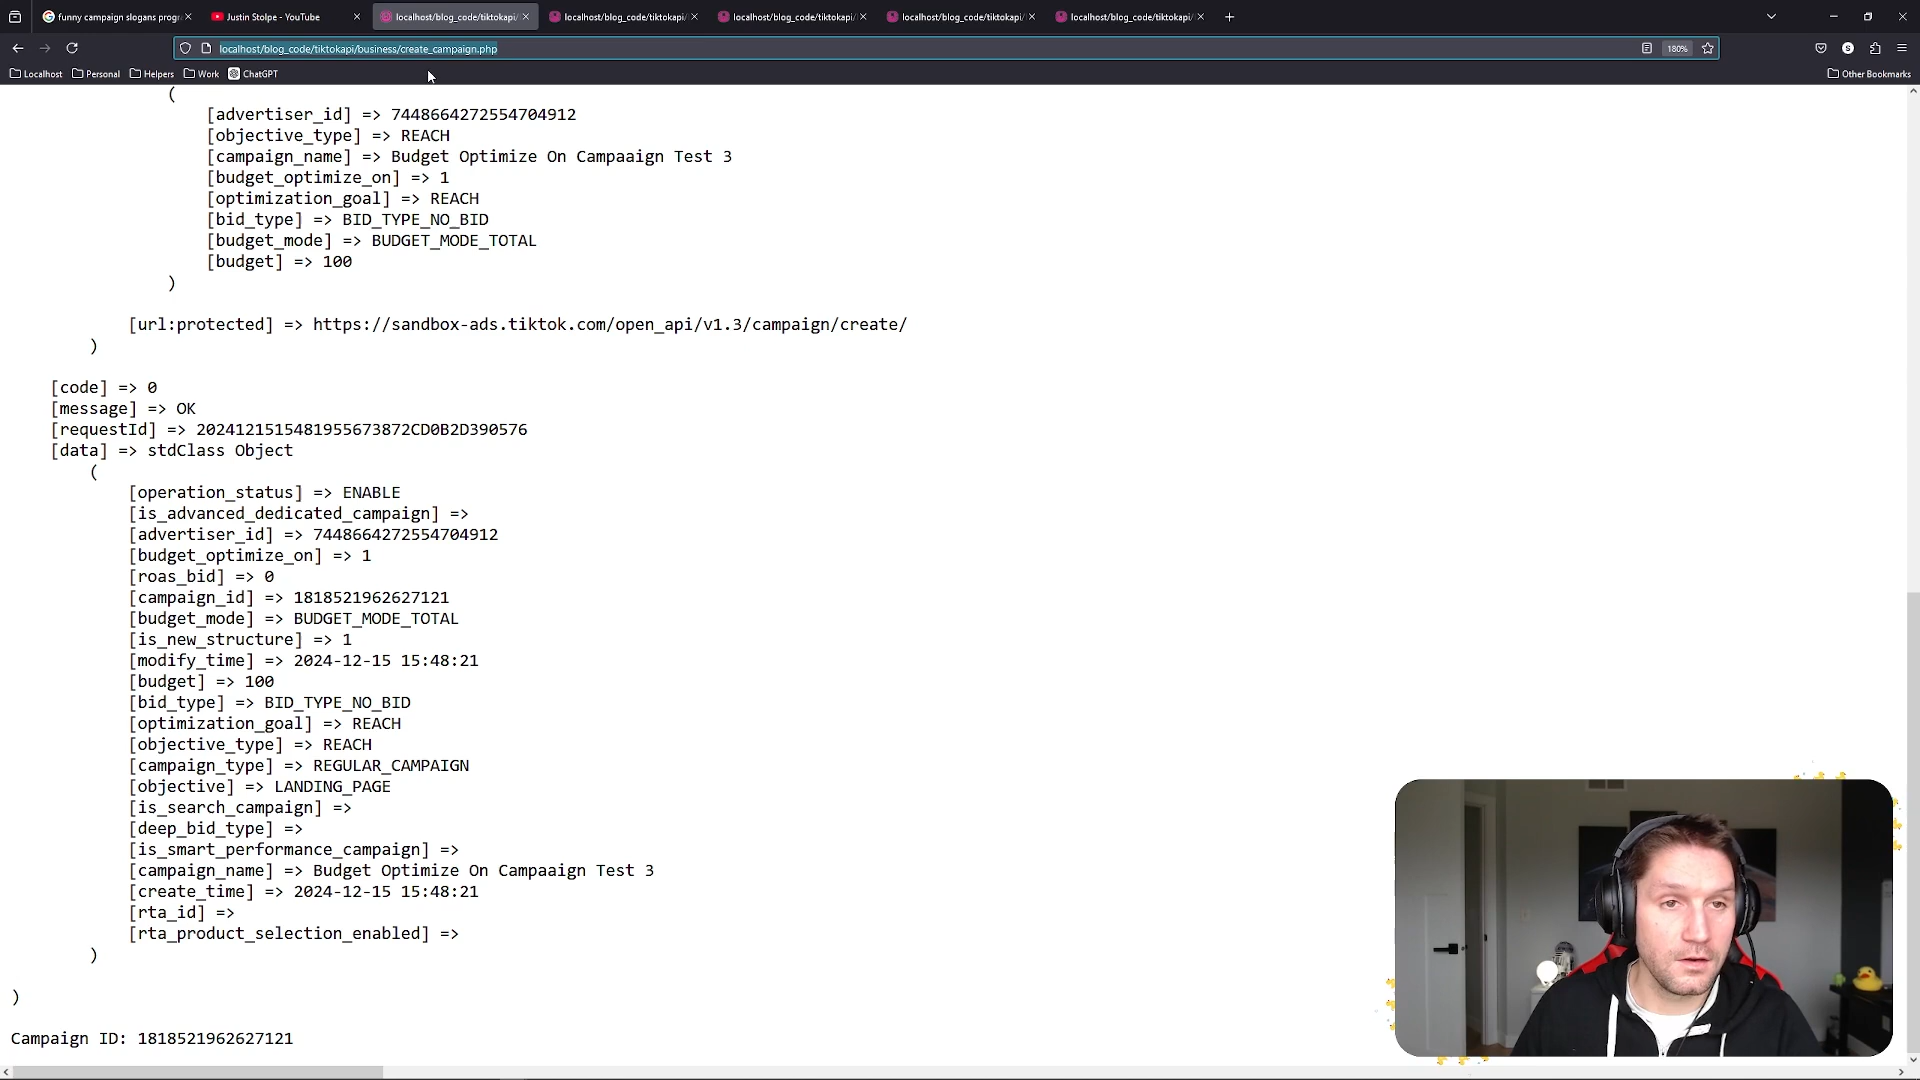 funny campaign slogans progr
Justin Stolpe - YouTube
localhost/blog_code/tiktokapi/
localhost/blog_code/tiktokapi/
localhost/blog_code/tiktokapi/
localhost/blog_code/tiktokapi/
localhost/blog_code/tiktokapi/
localhost/blog_code/tiktokapi/business/create_campaign.php
180%
S
Localhost
Personal
Helpers
Work
ChatGPT
Other Bookmarks
(
[advertiser_id] => 7448664272554704912
[objective_type] => REACH
[campaign_name] => Budget Optimize On Campaaign Test 3
[budget_optimize_on] => 1
[optimization_goal] => REACH
[bid_type] => BID_TYPE_NO_BID
[budget_mode] => BUDGET_MODE_TOTAL
[budget] => 100
)
[url:protected] => https://sandbox-ads.tiktok.com/open_api/v1.3/campaign/create/
)
[code] => 0
[message] => OK
[requestId] => 2024121515481955673872CD0B2D390576
[data] => stdClass Object
(
[operation_status] => ENABLE
[is_advanced_dedicated_campaign] =>
[advertiser_id] => 7448664272554704912
[budget_optimize_on] => 1
[roas_bid] => 0
[campaign_id] => 1818521962627121
[budget_mode] => BUDGET_MODE_TOTAL
[is_new_structure] => 1
[modify_time] => 2024-12-15 15:48:21
[budget] => 100
[bid_type] => BID_TYPE_NO_BID
[optimization_goal] => REACH
[objective_type] => REACH
[campaign_type] => REGULAR_CAMPAIGN
[objective] => LANDING_PAGE
[is_search_campaign] =>
[deep_bid_type] =>
[is_smart_performance_campaign] =>
[campaign_name] => Budget Optimize On Campaaign Test 3
[create_time] => 2024-12-15 15:48:21
[rta_id] =>
[rta_product_selection_enabled] =>
)
)
Campaign ID: 1818521962627121